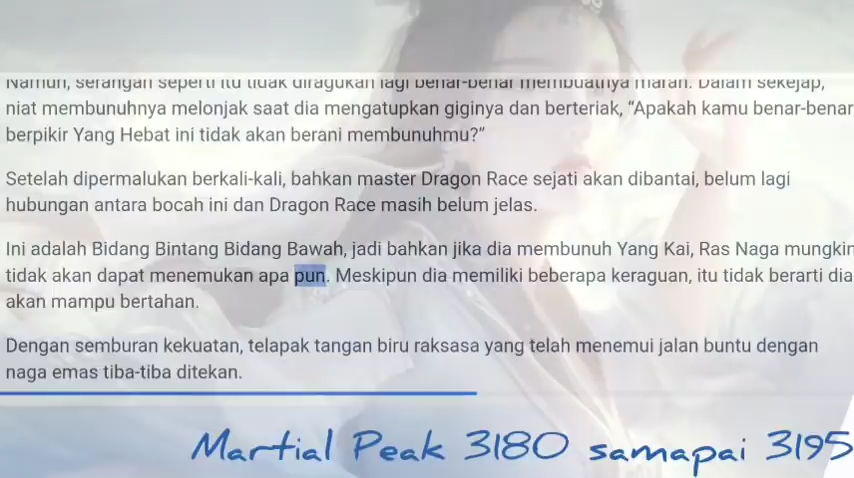 Namun, serangan seperti itu tidak diragukan lagi benar-benar membuatnya marah. Dalam sekejap,
niat membunuhnya melonjak saat dia mengatupkan giginya dan berteriak, “Apakah kamu benar-benar
berpikir Yang Hebat ini tidak akan berani membunuhmu?”
Setelah dipermalukan berkali-kali, bahkan master Dragon Race sejati akan dibantai, belum lagi
hubungan antara bocah ini dan Dragon Race masih belum jelas.
Ini adalah Bidang Bintang Bidang Bawah, jadi bahkan jika dia membunuh Yang Kai, Ras Naga mungkin
tidak akan dapat menemukan apa pun. Meskipun dia memiliki beberapa keraguan, itu tidak berarti dia
akan mampu bertahan.
Dengan semburan kekuatan, telapak tangan biru raksasa yang telah menemui jalan buntu dengan
naga emas tiba-tiba ditekan.
Martial Peak 3180 samapai 3195